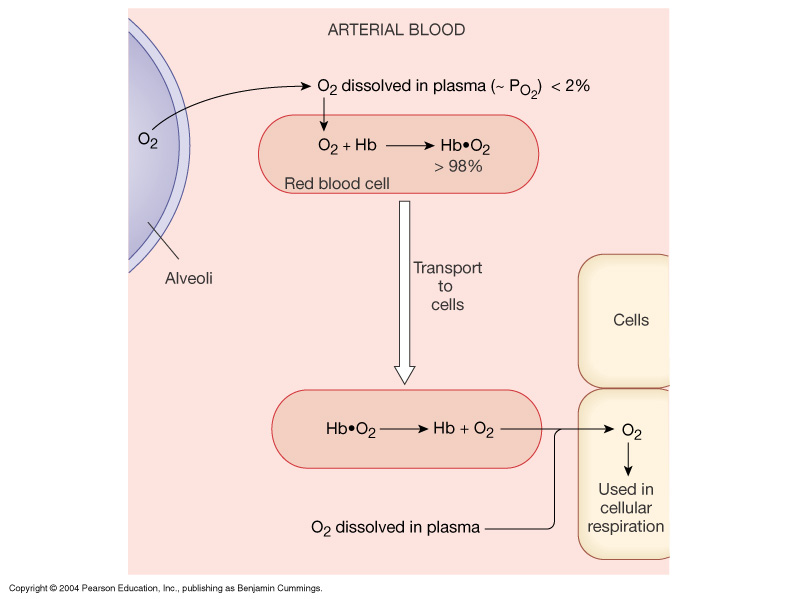 ARTERIAL BLOOD
O2 dissolved in plasma (~ PO2) < 2%
O2
O2 + Hb
Hb•O2
> 98%
Red blood cell
Alveoli
Transport
to
cells
Cells
Hb•O2
Hb + O2
O2
Used in
cellular
respiration
O2 dissolved in plasma
Copyright © 2004 Pearson Education, Inc., publishing as Benjamin Cummings.